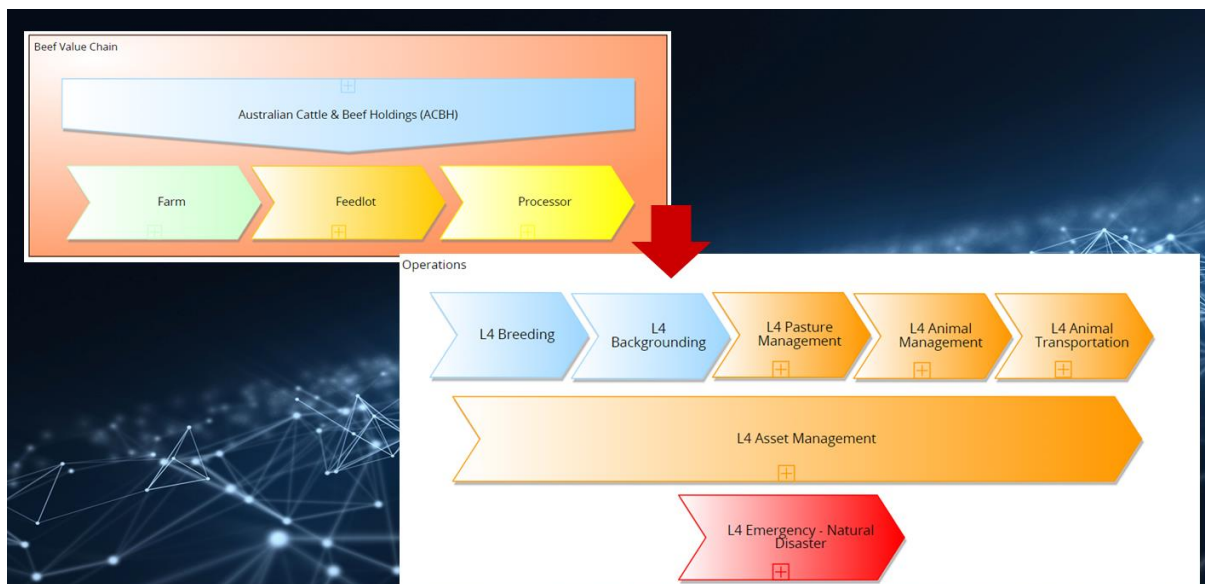 Beef Value Chain
Australian Cattle & Beef Holdings (ACBH)
Farm
Feedlot
Processor
Operations
L4 Breeding
L4
Backgrounding
L4 Pasture
Management
L4 Animal
Management
L4 Animal
Transportation
L4 Asset Management
L4 Emergency - Natural
Disaster